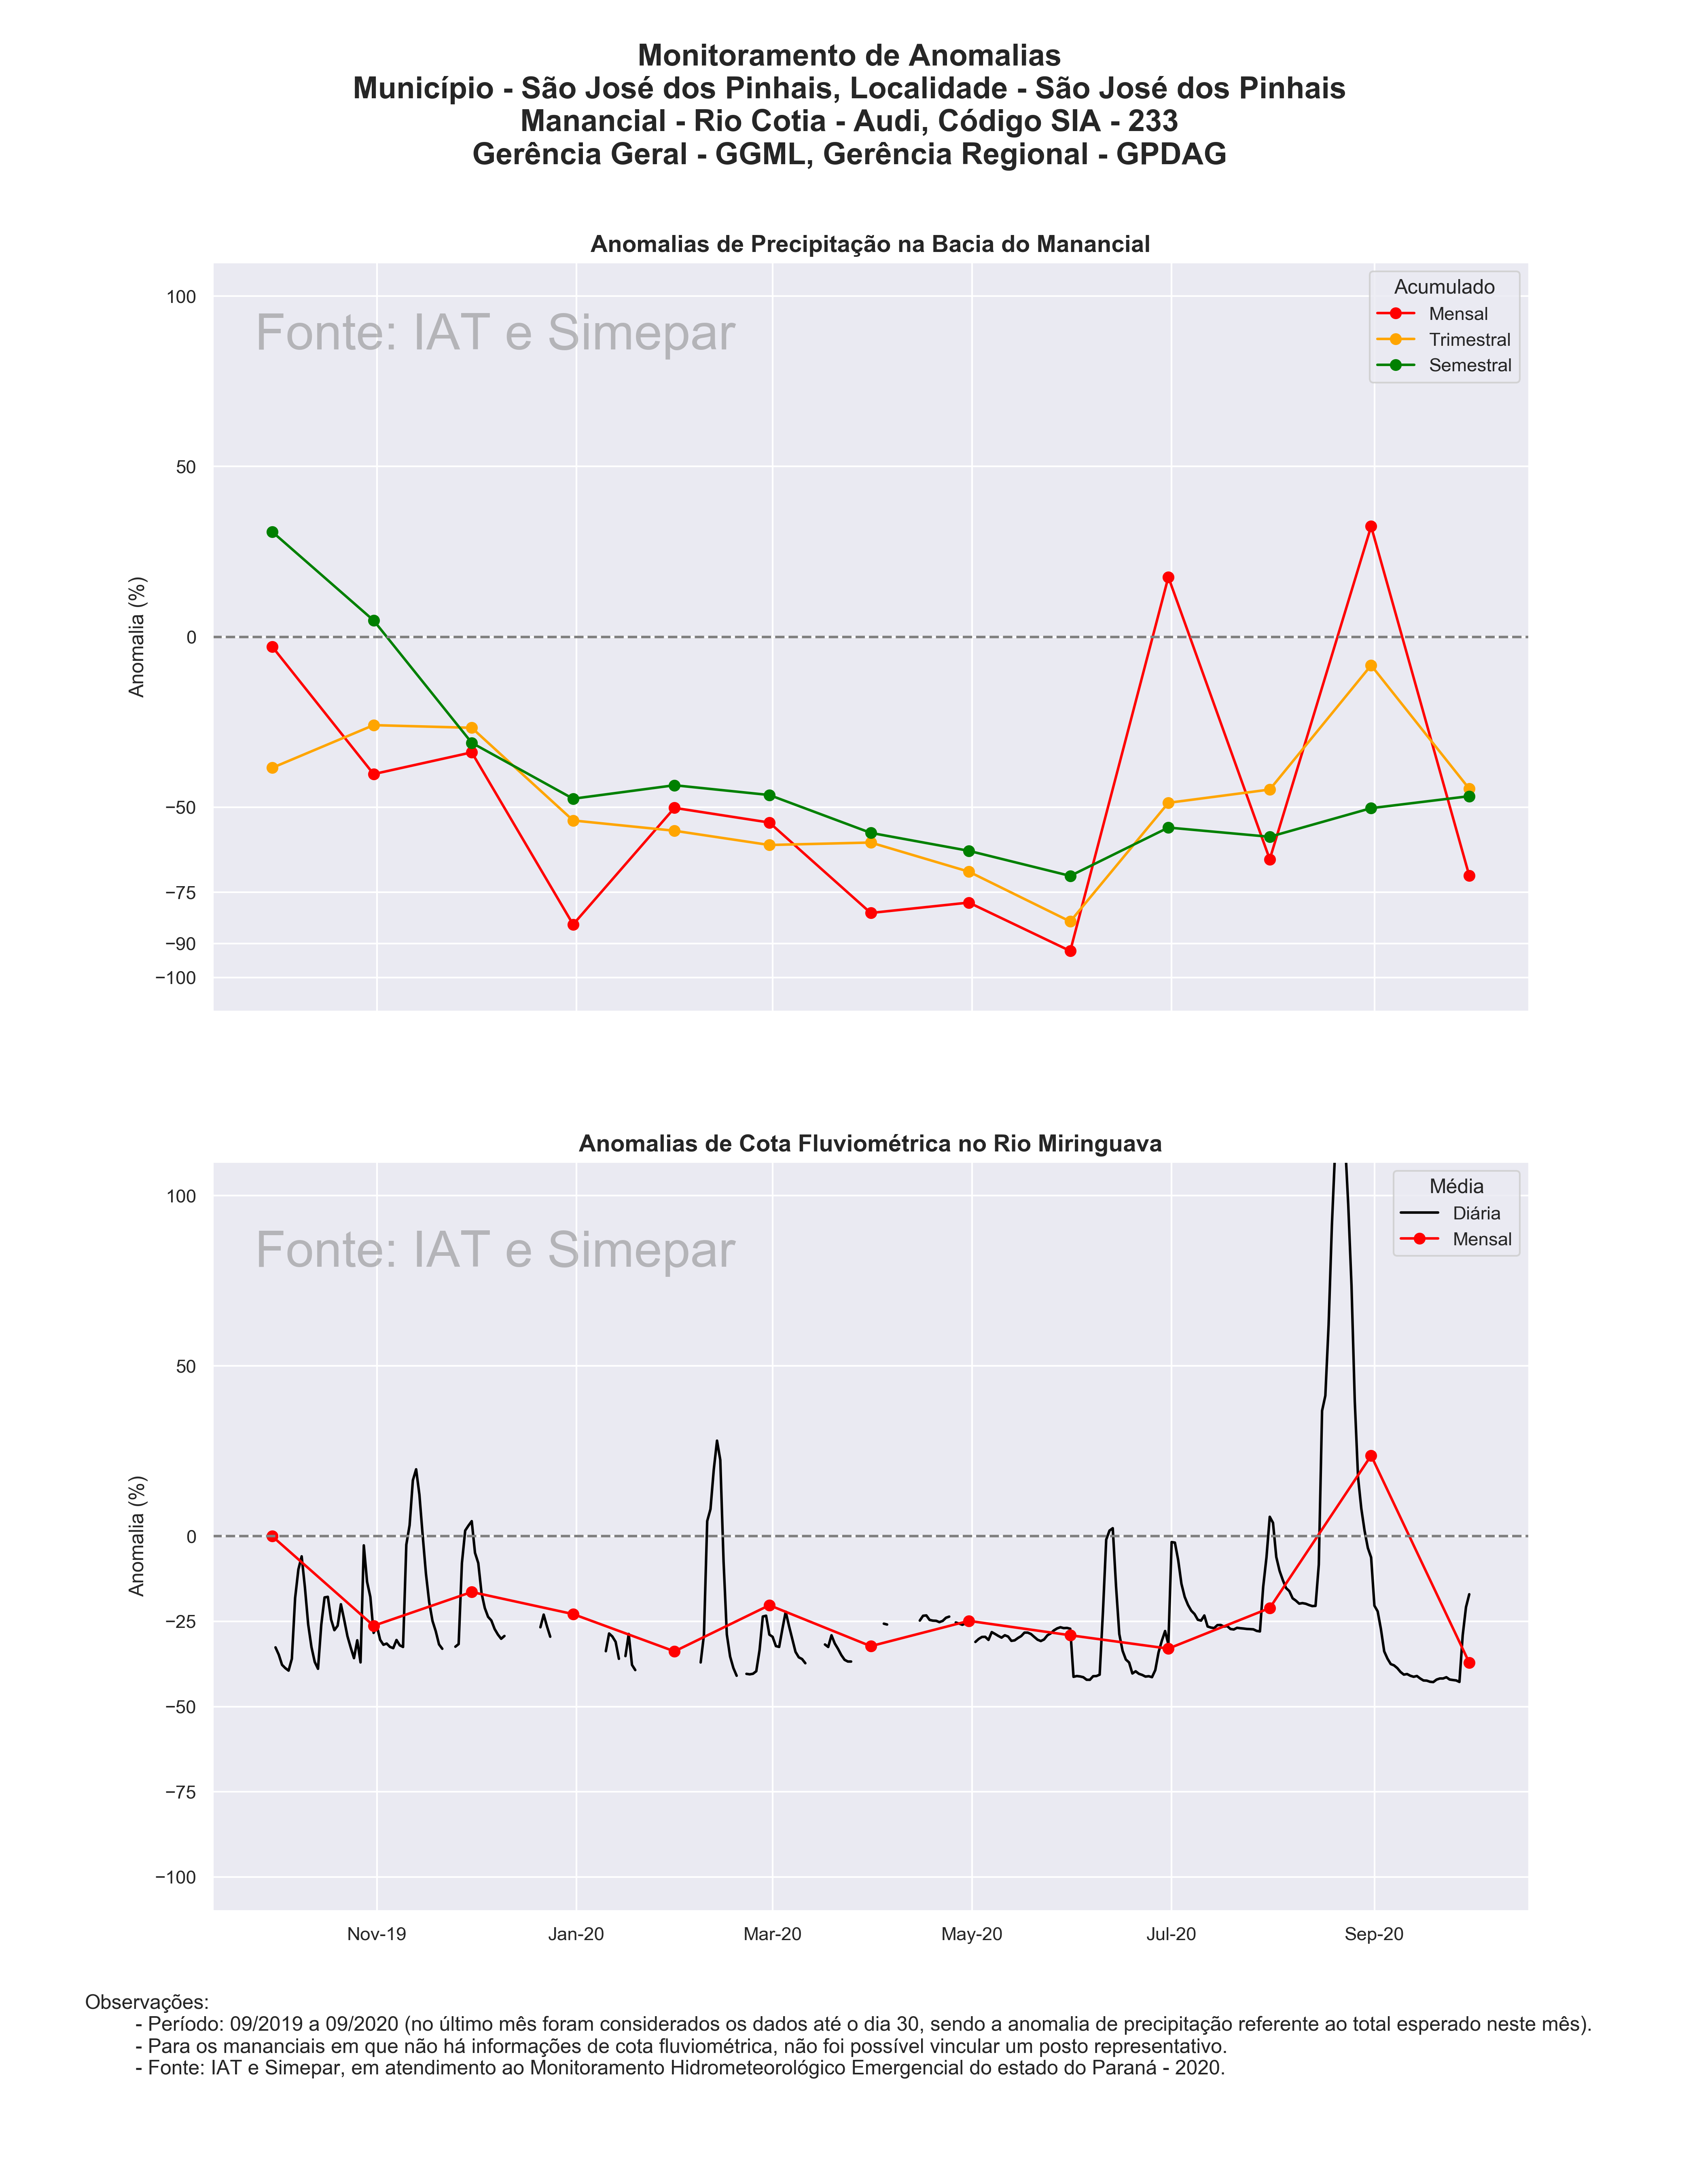 Monitoramento de Anomalias
Município - São José dos Pinhais, Localidade - São José dos Pinhais
Manancial - Rio Cotia - Audi, Código SIA - 233
Gerência Geral - GGML, Gerência Regional - GPDAG
Anomalias de Precipitação na Bacia do Manancial
Fonte: IAT e Simepar
Acumulado
Mensal
Trimestral
Semestral
Anomalia (%)
100
50
0
−50
−75
−90
−100
Anomalias de Cota Fluviométrica no Rio Miringuava
Fonte: IAT e Simepar
Média
Diária
Mensal
Anomalia (%)
100
50
0
−25
−50
−75
−100
Nov-19 Jan-20 Mar-20 May-20 Jul-20 Sep-20
Observações:
- Período: 09/2019 a 09/2020 (no último mês foram considerados os dados até o dia 30, sendo a anomalia de precipitação referente ao total esperado neste mês).
- Para os mananciais em que não há informações de cota fluviométrica, não foi possível vincular um posto representativo.
- Fonte: IAT e Simepar, em atendimento ao Monitoramento Hidrometeorológico Emergencial do estado do Paraná - 2020.